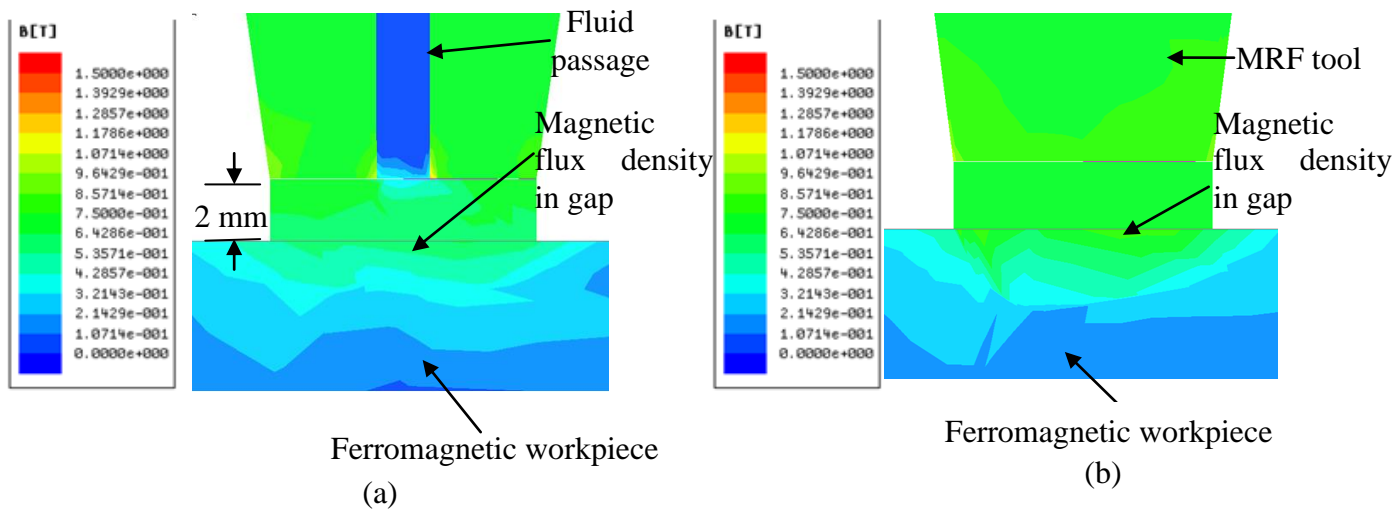 B[T]
1.5000e+000
1.3929e+000
1.2857e+000
1.1786e+000
1.0714e+000
9.6429e-001
8.5714e-001
7.5000e-001
6.4286e-001
5.3571e-001
4.2857e-001
3.2143e-001
2.1429e-001
1.0714e-001
0.0000e+000
Fluid
passage
Magnetic
flux density
in gap
2 mm
Ferromagnetic workpiece
(a)
B[T]
1.5000e+000
1.3929e+000
1.2857e+000
1.1786e+000
1.0714e+000
9.6429e-001
8.5714e-001
7.5000e-001
6.4286e-001
5.3571e-001
4.2857e-001
3.2143e-001
2.1429e-001
1.0714e-001
0.0000e+000
MRF tool
Magnetic
flux density
in gap
Ferromagnetic workpiece
(b)